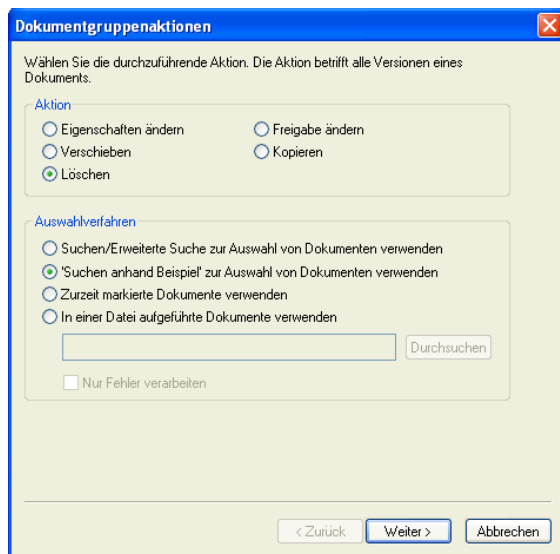 Dokumentgruppenaktionen
Wählen Sie die durchzuführende Aktion. Die Aktion betrifft alle Versionen eines
Dokuments.
Aktion
Eigenschaften ändern Freigabe ändern
Verschieben Kopieren
Löschen
Auswahlverfahren
Suchen/Erweiterte Suche zur Auswahl von Dokumenten verwenden
'Suchen anhand Beispiel' zur Auswahl von Dokumenten verwenden
Zurzeit markierte Dokumente verwenden
In einer Datei aufgeführte Dokumente verwenden
Durchsuchen
Nur Fehler verarbeiten
< Zurück Weiter > Abbrechen